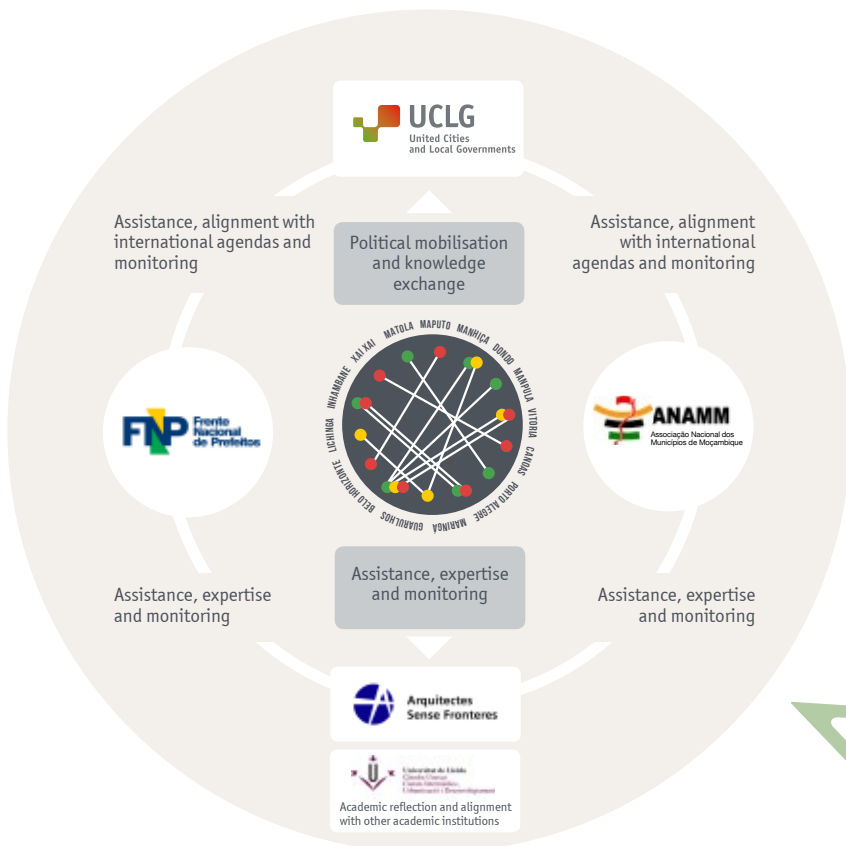 UCLG
United Cities
and Local Governments
Assistance, alignment with
international agendas and
monitoring
Political mobilisation
and knowledge
exchange
Assistance, alignment
with international
agendas and monitoring
FNP Frente
Nacional
de Prefeitos
LICHINGA INHAMBANE XAI XAI MATOLA MAPUTO MANHIÇA DONDO MANPULA VITORIA CANOAS PORTO ALEGRE MARINGÁ GUARULHOS BELO HORIZONTE
ANAMM
Associação Nacional dos
Municípios de Moçambique
Assistance, expertise
and monitoring
Assistance, expertise
and monitoring
Assistance, expertise
and monitoring
Arquitectes
Sense Fronteres
U
Universitat de Lleida
Academic reflection and alignment
with other academic institutions